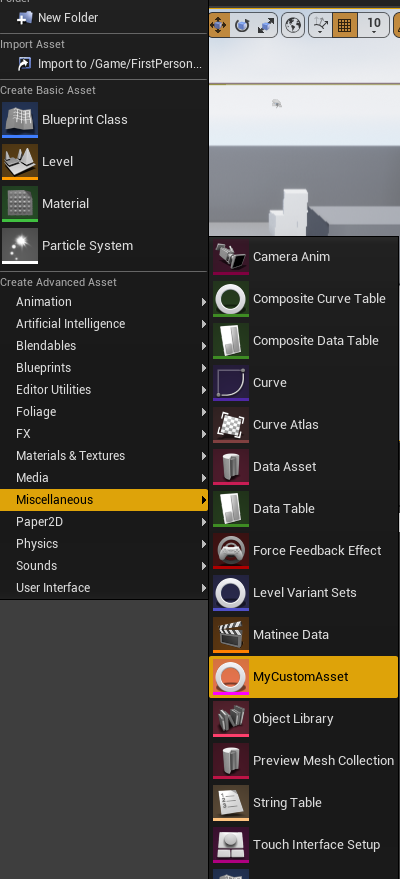 Folder
New Folder
Import Asset
Import to /Game/FirstPerson...
Create Basic Asset
Blueprint Class
Level
Material
Particle System
Create Advanced Asset
Animation
Artificial Intelligence
Blendables
Blueprints
Editor Utilities
Foliage
FX
Materials & Textures
Media
Miscellaneous
Paper2D
Physics
Sounds
User Interface
10
Camera Anim
Composite Curve Table
Composite Data Table
Curve
Curve Atlas
Data Asset
Data Table
Force Feedback Effect
Level Variant Sets
Matinee Data
MyCustomAsset
Object Library
Preview Mesh Collection
String Table
Touch Interface Setup